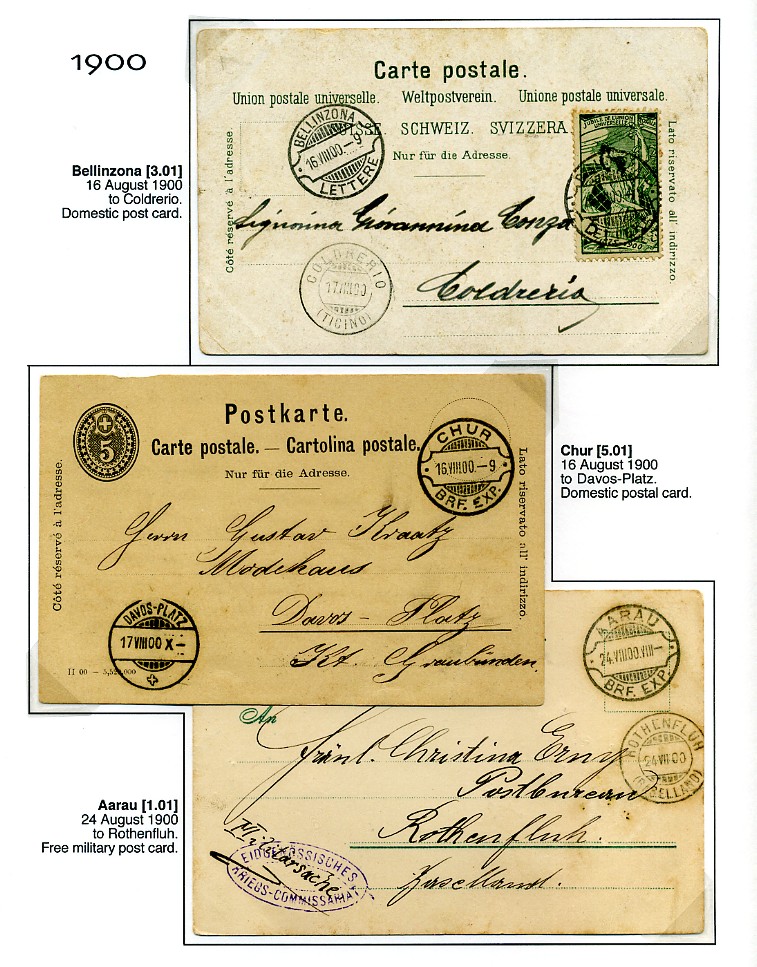 1900
Bellinzona [3.01]
16 August 1900
to Coldrerio.
Domestic post card.
Carte postale.
Union postale universelle. Weltpostverein. Unione postale universale.
SUISSE. SCHWEIZ. SVIZZERA.
Nur für die Adresse.
Côté réservé à l'adresse.
Lato riservato all' indirizzo.
BELLINZONA
16 VIII 00.-9
LETTERE
Signorina Giovannina Conza
Coldrerio
COLDRERIO
17 VIII 00
(TICINO)
Chur [5.01]
16 August 1900
to Davos-Platz.
Domestic postal card.
5
Postkarte.
Carte postale. — Cartolina postale.
Nur für die Adresse.
Côté réservé à l'adresse.
Lato riservato all' indirizzo.
CHUR
16 VIII 00.-9
BRF. EXP.
Herrn Gustav Kraatz
Modehaus
Davos-Platz
Kt. Graubünden.
DAVOS-PLATZ
17 VIII 00 X-
II 00 —
Aarau [1.01]
24 August 1900
to Rothenfluh.
Free military post card.
AARAU
24 VIII 00.VIII-
BRF. EXP.
ROTHENFLUH
24 VIII 00
(B'SELLAND)
An
Fräul. Christina Erny
Postbureau
Rothenfluh.
Baselland.
EIDGENÖSSISCHES
KRIEGS-COMMISSARIAT